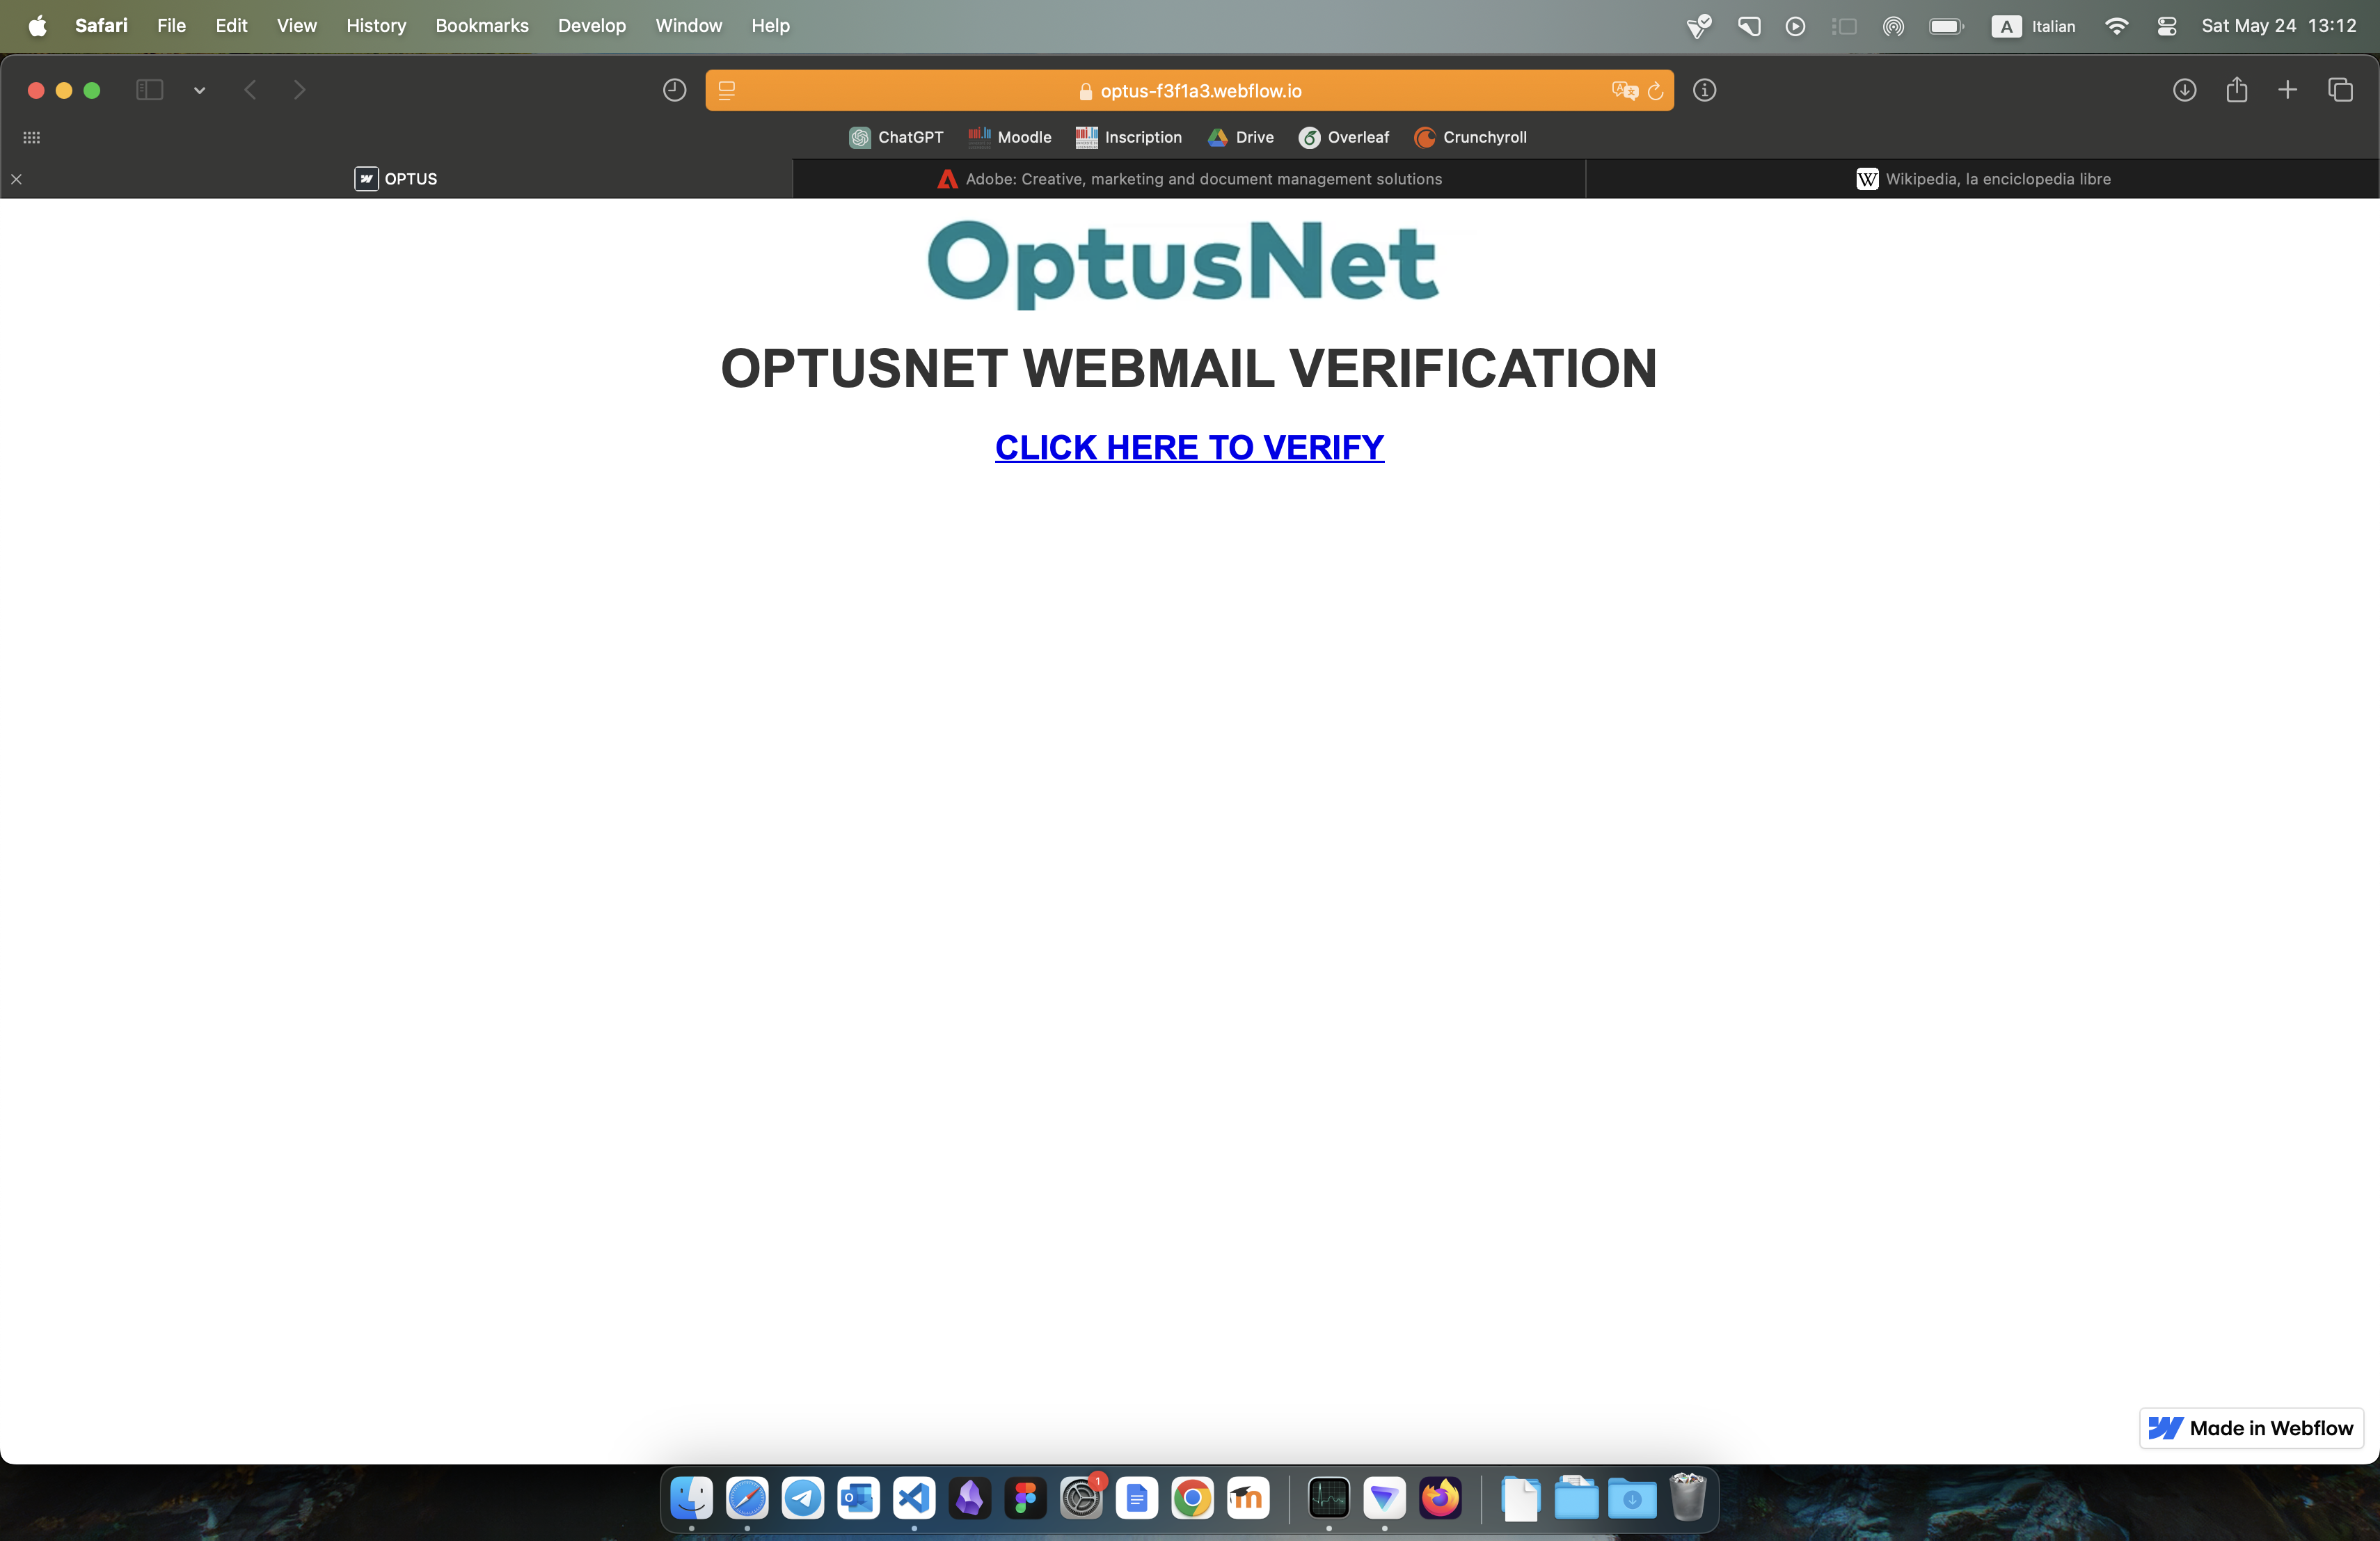 Safari File Edit View History Bookmarks Develop Window Help
A Italian Sat May 24 13:12
optus-f3f1a3.webflow.io
ChatGPT Moodle Inscription Drive Overleaf Crunchyroll
OPTUS
Adobe: Creative, marketing and document management solutions
W Wikipedia, la enciclopedia libre
OptusNet
OPTUSNET WEBMAIL VERIFICATION
CLICK HERE TO VERIFY
Made in Webflow
1